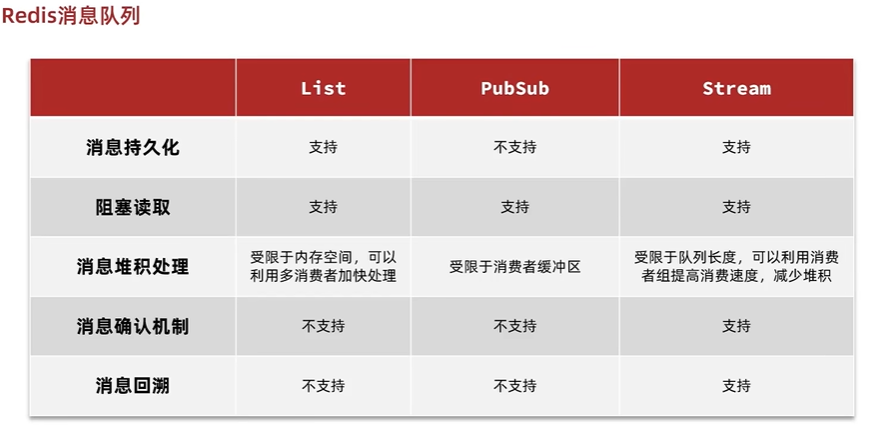 Redis消息队列
List PubSub Stream
消息持久化 支持 不支持 支持
阻塞读取 支持 支持 支持
消息堆积处理 受限于内存空间，可以 受限于消费者缓冲区 受限于队列长度，可以利用消费
利用多消费者加快处理 者组提高消费速度，减少堆积
消息确认机制 不支持 不支持 支持
消息回溯 不支持 不支持 支持